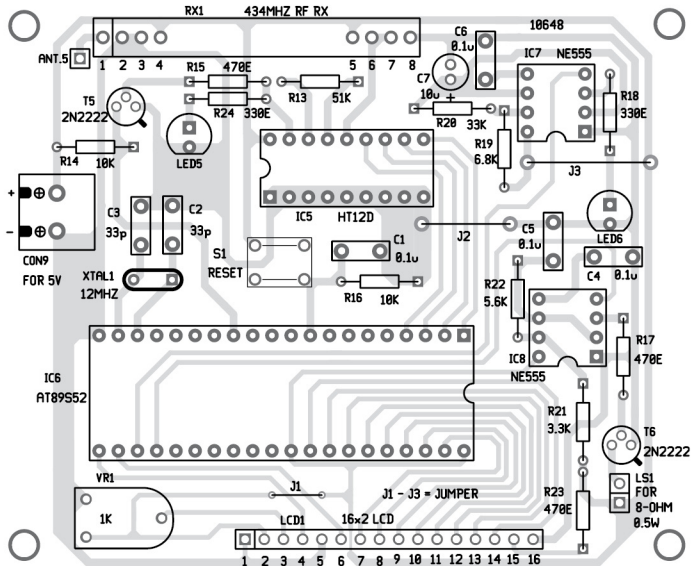 RX1 434MHZ RF RX
10648
C6
0.1u
IC7 NE555
ANT.5
1 2 3 4 5 6 7 8
R15 470E
R13 51K
R24 330E
C7
10u
+
R20 33K
R18
330E
T5
2N2222
LED5
R19
6.8K
R14 10K
J3
IC5 HT12D
+
-
CON9
FOR 5V
C3
33p
C2
33p
S1
RESET
C1
0.1u
J2
C5
0.1u
LED6
C4 0.1u
XTAL1
12MHZ
R16 10K
R22
5.6K
R17
470E
IC8
NE555
IC6
AT89S52
R21
3.3K
T6
2N2222
VR1
1K
J1
J1 - J3 = JUMPER
R23
470E
LS1
FOR
8-OHM
0.5W
LCD1 16x2 LCD
1 2 3 4 5 6 7 8 9 10 11 12 13 14 15 16